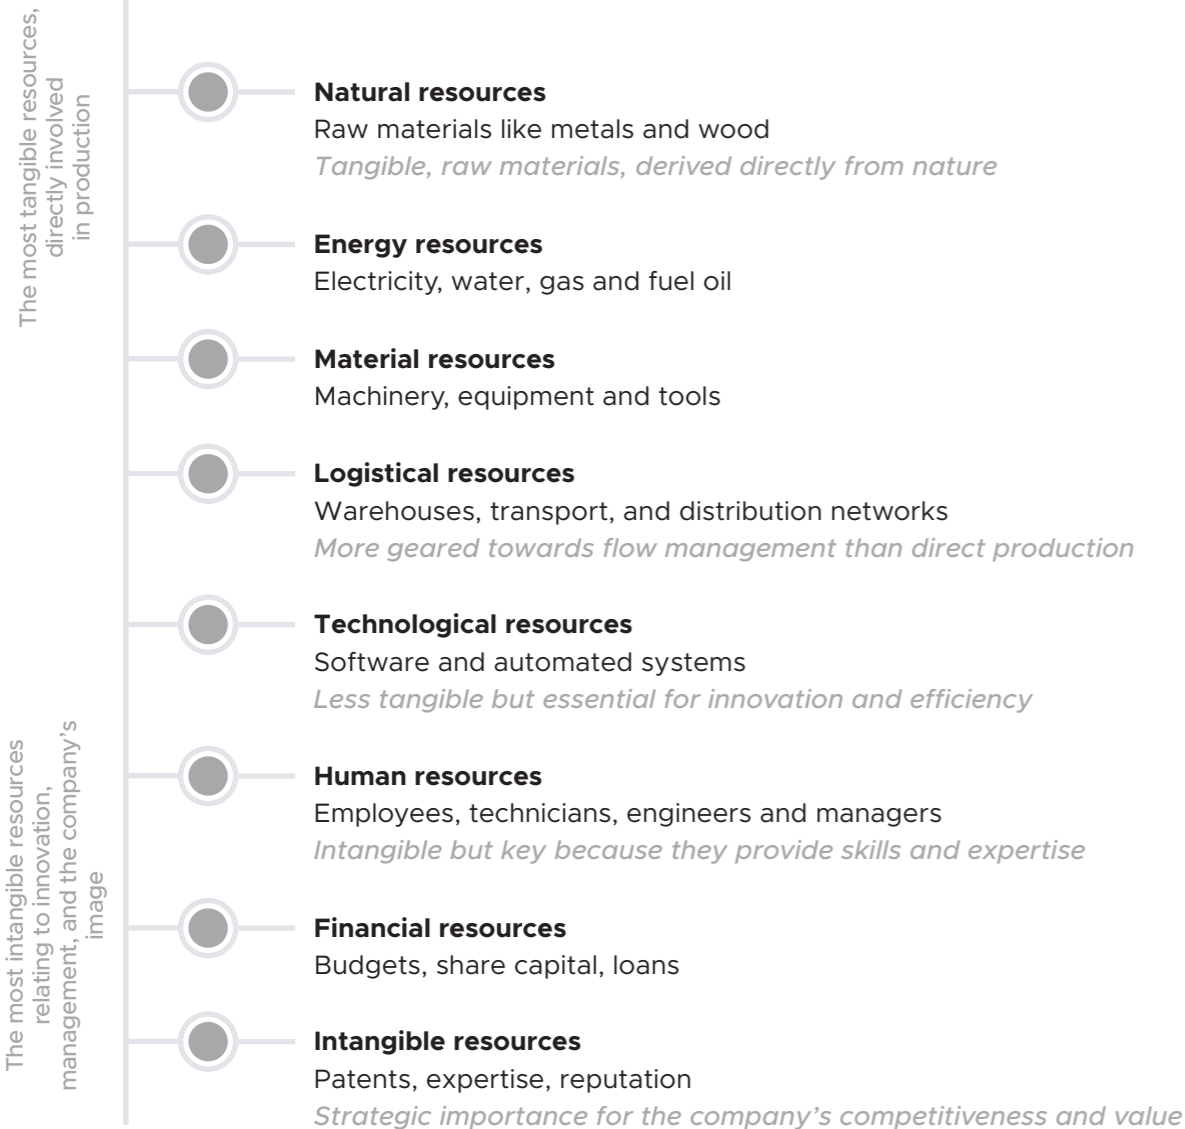 The most tangible resources,
directly involved
in production
Natural resources
Raw materials like metals and wood
Tangible, raw materials, derived directly from nature
Energy resources
Electricity, water, gas and fuel oil
Material resources
Machinery, equipment and tools
Logistical resources
Warehouses, transport, and distribution networks
More geared towards flow management than direct production
Technological resources
Software and automated systems
Less tangible but essential for innovation and efficiency
The most intangible resources
relating to innovation,
management, and the company’s
image
Human resources
Employees, technicians, engineers and managers
Intangible but key because they provide skills and expertise
Financial resources
Budgets, share capital, loans
Intangible resources
Patents, expertise, reputation
Strategic importance for the company’s competitiveness and value